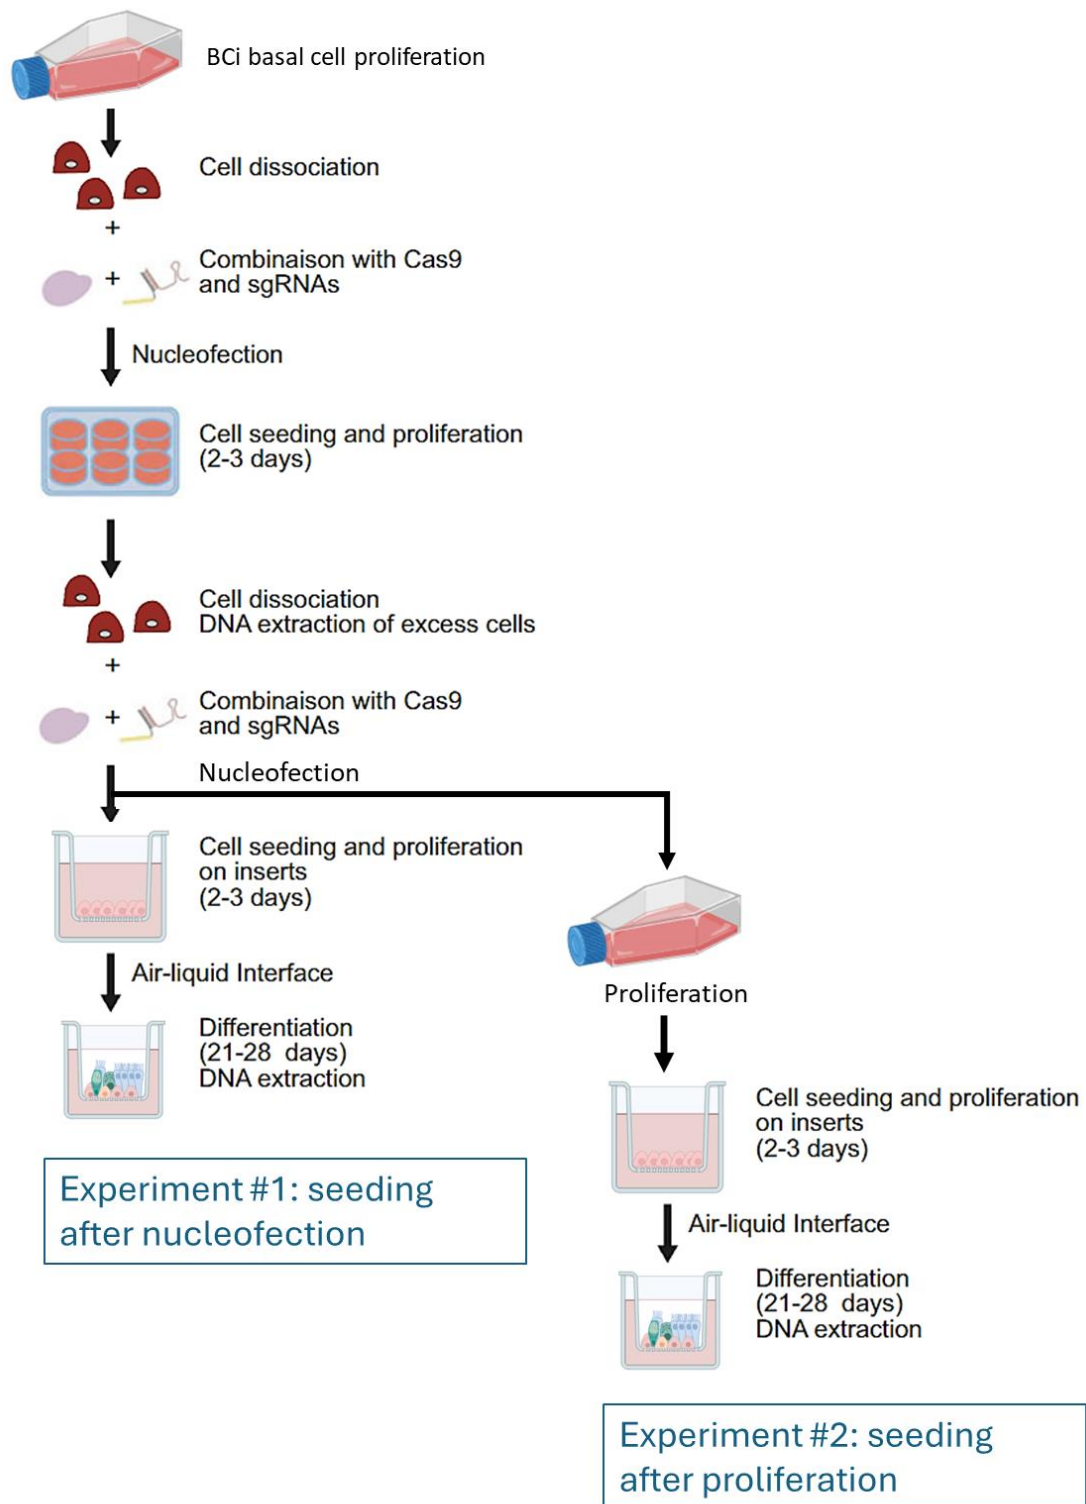 BCi basal cell proliferation
Cell dissociation
+
+
Combinaison with Cas9
and sgRNAs
Nucleofection
Cell seeding and proliferation
(2-3 days)
Cell dissociation
DNA extraction of excess cells
+
+
Combinaison with Cas9
and sgRNAs
Nucleofection
Cell seeding and proliferation
on inserts
(2-3 days)
Air-liquid Interface
Differentiation
(21-28 days)
DNA extraction
Experiment #1: seeding
after nucleofection
Proliferation
Cell seeding and proliferation
on inserts
(2-3 days)
Air-liquid Interface
Differentiation
(21-28 days)
DNA extraction
Experiment #2: seeding
after proliferation